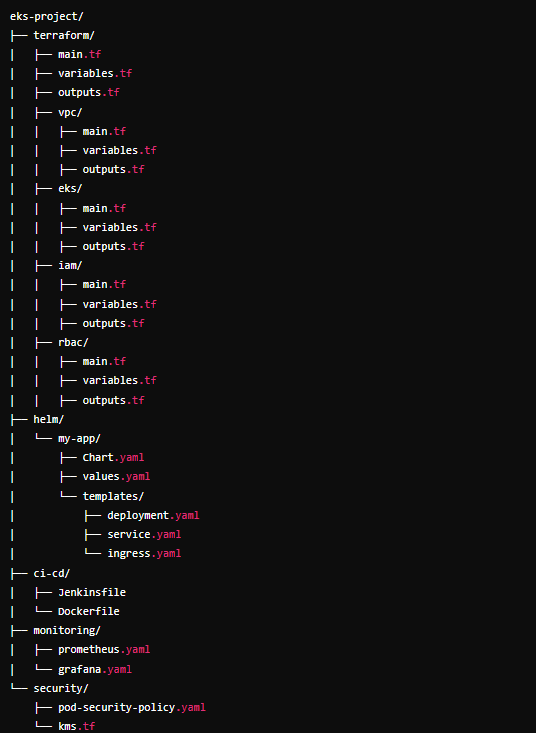 eks-project/
├── terraform/
│   ├── main.tf
│   ├── variables.tf
│   ├── outputs.tf
│   ├── vpc/
│   │   ├── main.tf
│   │   ├── variables.tf
│   │   ├── outputs.tf
│   ├── eks/
│   │   ├── main.tf
│   │   ├── variables.tf
│   │   ├── outputs.tf
│   ├── iam/
│   │   ├── main.tf
│   │   ├── variables.tf
│   │   ├── outputs.tf
│   ├── rbac/
│   │   ├── main.tf
│   │   ├── variables.tf
│   │   ├── outputs.tf
├── helm/
│   └── my-app/
│       ├── Chart.yaml
│       ├── values.yaml
│       └── templates/
│           ├── deployment.yaml
│           ├── service.yaml
│           └── ingress.yaml
├── ci-cd/
│   ├── Jenkinsfile
│   └── Dockerfile
├── monitoring/
│   ├── prometheus.yaml
│   └── grafana.yaml
└── security/
    ├── pod-security-policy.yaml
    └── kms.tf